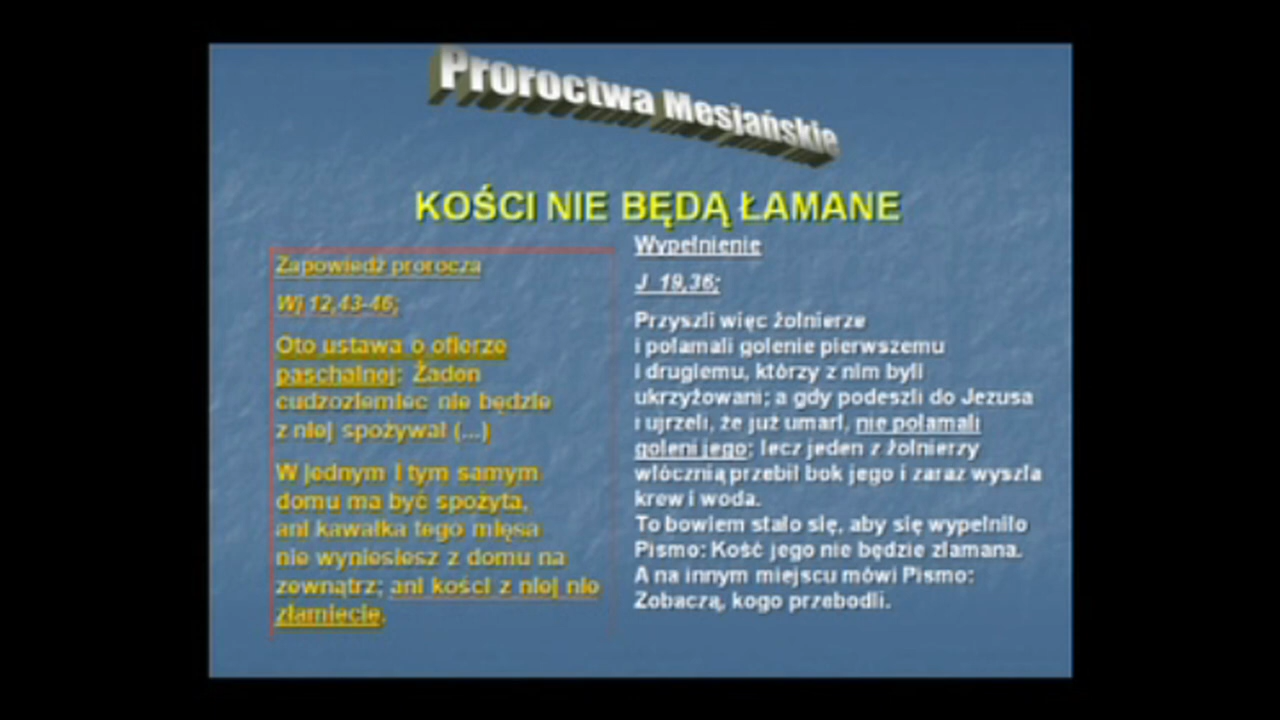 Proroctwa Mesjańskie
KOŚCI NIE BĘDĄ ŁAMANE
Zapowiedź prorocza
Wj 12,43-46;
Oto ustawa o ofierze
paschalnej: Żaden
cudzoziemiec nie będzie
z niej spożywał (...)
W jednym i tym samym
domu ma być spożyta,
ani kawałka tego mięsa
nie wyniesiesz z domu na
zewnątrz; ani kości z niej nie
złamiecie.
Wypełnienie
J 19,36;
Przyszli więc żołnierze
i połamali golenie pierwszemu
i drugiemu, którzy z nim byli
ukrzyżowani; a gdy podeszli do Jezusa
i ujrzeli, że już umarł, nie połamali
goleni jego; lecz jeden z żołnierzy
włócznią przebił bok jego i zaraz wyszła
krew i woda.
To bowiem stało się, aby się wypełniło
Pismo: Kość jego nie będzie złamana.
A na innym miejscu mówi Pismo:
Zobaczą, kogo przebodli.